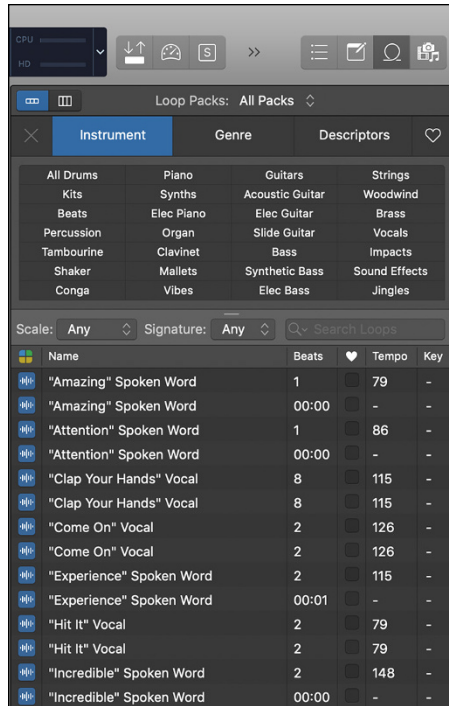 CPU
HD
S
Loop Packs: All Packs
Instrument Genre Descriptors
All Drums Piano Guitars Strings
Kits Synths Acoustic Guitar Woodwind
Beats Elec Piano Elec Guitar Brass
Percussion Organ Slide Guitar Vocals
Tambourine Clavinet Bass Impacts
Shaker Mallets Synthetic Bass Sound Effects
Conga Vibes Elec Bass Jingles
Scale: Any Signature: Any Search Loops
Name Beats Tempo Key
"Amazing" Spoken Word 1 79 -
"Amazing" Spoken Word 00:00 - -
"Attention" Spoken Word 1 86 -
"Attention" Spoken Word 00:00 - -
"Clap Your Hands" Vocal 8 115 -
"Clap Your Hands" Vocal 8 115 -
"Come On" Vocal 2 126 -
"Come On" Vocal 2 126 -
"Experience" Spoken Word 2 115 -
"Experience" Spoken Word 00:01 - -
"Hit It" Vocal 2 79 -
"Hit It" Vocal 2 79 -
"Incredible" Spoken Word 2 148 -
"Incredible" Spoken Word 00:00 - -